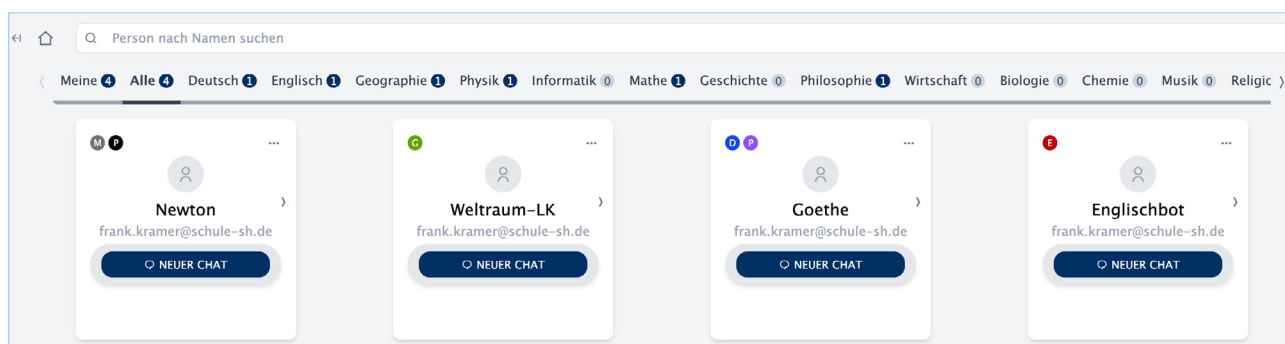 Person nach Namen suchen
Meine 4 Alle 4 Deutsch 1 Englisch 1 Geographie 1 Physik 1 Informatik 0 Mathe 1 Geschichte 0 Philosophie 1 Wirtschaft 0 Biologie 0 Chemie 0 Musik 0 Religic
M P
Newton
frank.kramer@schule-sh.de
NEUER CHAT
G
Weltraum-LK
frank.kramer@schule-sh.de
NEUER CHAT
D P
Goethe
frank.kramer@schule-sh.de
NEUER CHAT
E
Englischbot
frank.kramer@schule-sh.de
NEUER CHAT